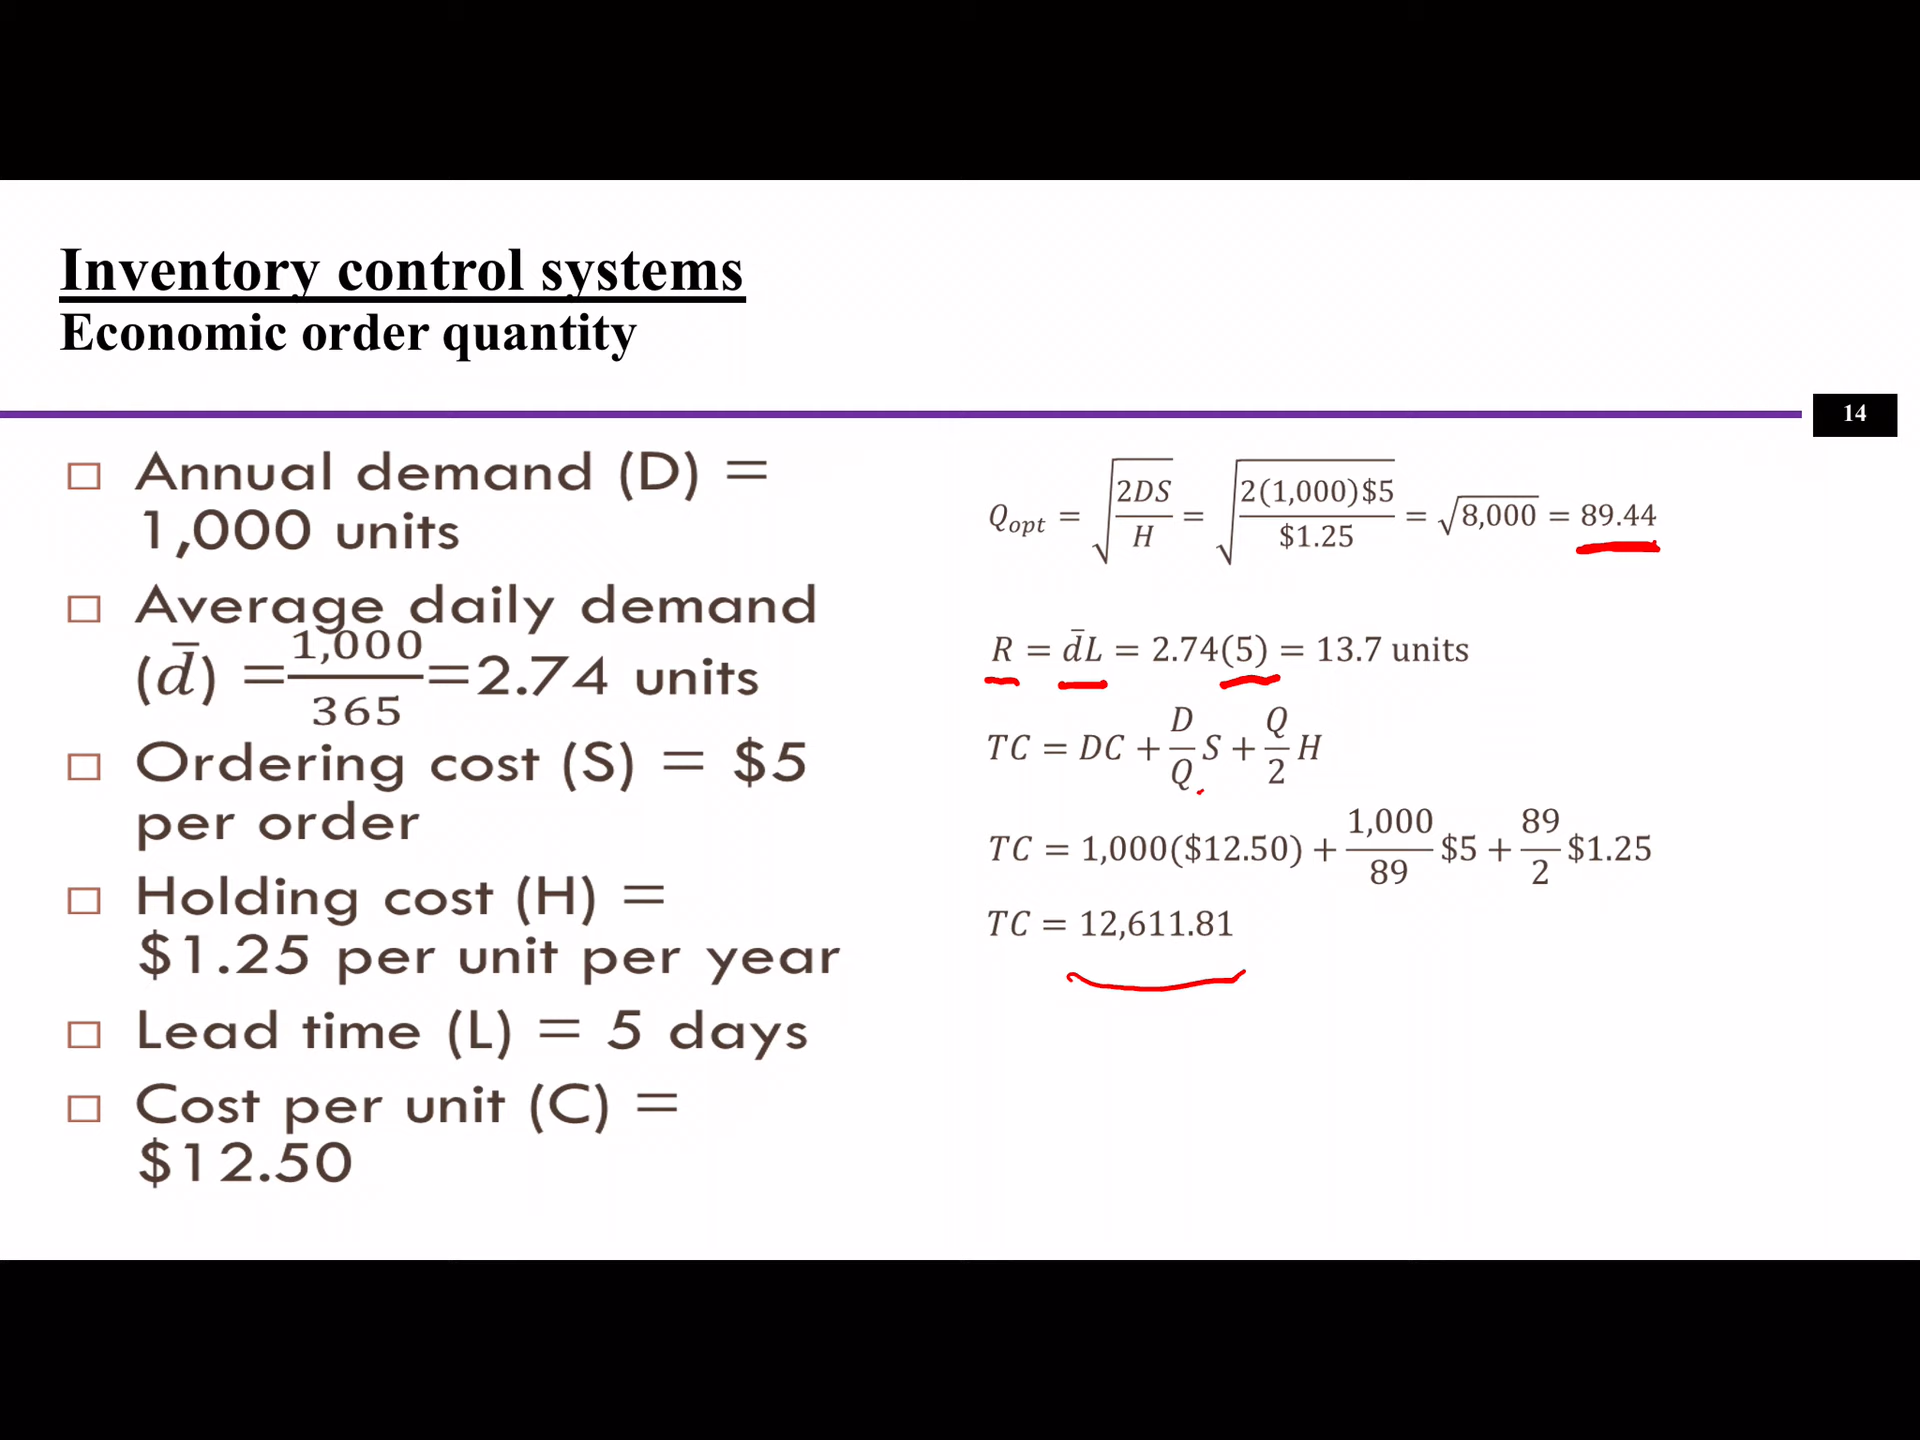 Inventory control systems
Economic order quantity
14
□ Annual demand (D) =
1,000 units
□ Average daily demand
(d̄) = 1,000/365 =2.74 units
□ Ordering cost (S) = $5
per order
□ Holding cost (H) =
$1.25 per unit per year
□ Lead time (L) = 5 days
□ Cost per unit (C) =
$12.50
Q_opt = √(2DS/H) = √(2(1,000)$5/$1.25) = √8,000 = 89.44
R = d̄L = 2.74(5) = 13.7 units
TC = DC + D/Q S + Q/2 H
TC = 1,000($12.50) + 1,000/89 $5 + 89/2 $1.25
TC = 12,611.81